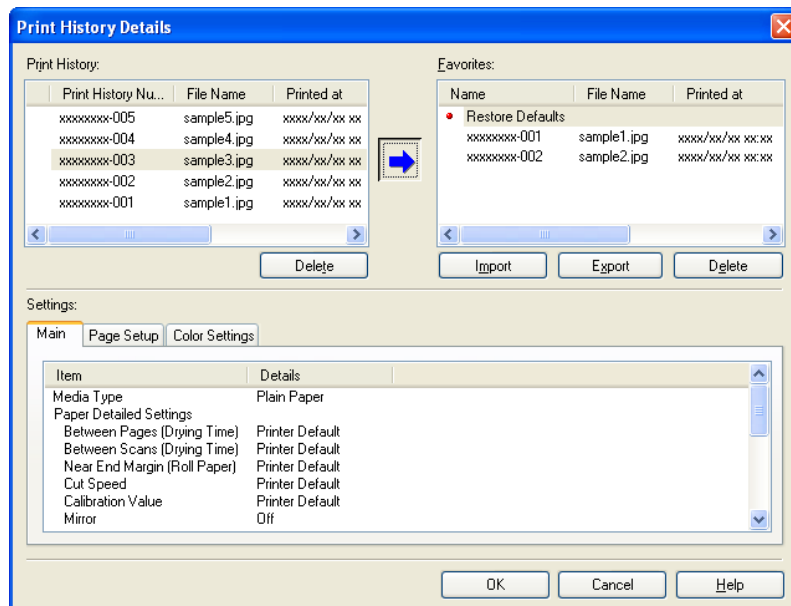 Print History Details
Print History:
Print History Nu... File Name Printed at
xxxxxxxx-005 sample5.jpg xxxx/xx/xx xx
xxxxxxxx-004 sample4.jpg xxxx/xx/xx xx
xxxxxxxx-003 sample3.jpg xxxx/xx/xx xx
xxxxxxxx-002 sample2.jpg xxxx/xx/xx xx
xxxxxxxx-001 sample1.jpg xxxx/xx/xx xx
Delete
Favorites:
Name File Name Printed at
Restore Defaults
xxxxxxxx-001 sample1.jpg xxxx/xx/xx xx:xx
xxxxxxxx-002 sample2.jpg xxxx/xx/xx xx:xx
Import Export Delete
Settings:
Main Page Setup Color Settings
Item Details
Media Type Plain Paper
Paper Detailed Settings
Between Pages (Drying Time) Printer Default
Between Scans (Drying Time) Printer Default
Near End Margin (Roll Paper) Printer Default
Cut Speed Printer Default
Calibration Value Printer Default
Mirror Off
OK Cancel Help